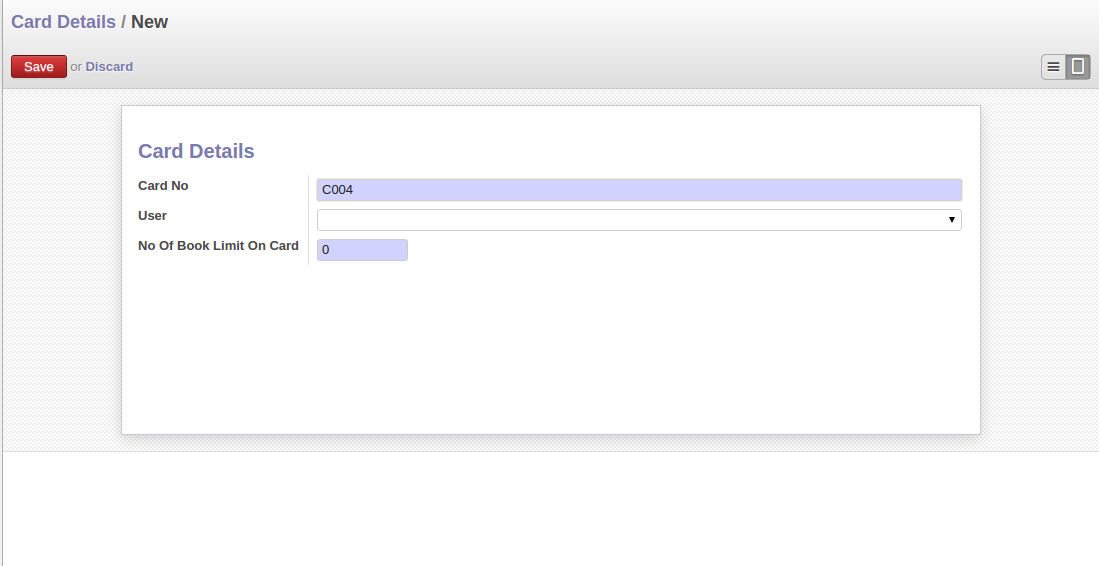 Card Details / New
Save or Discard
Card Details
Card No C004
User
No Of Book Limit On Card 0